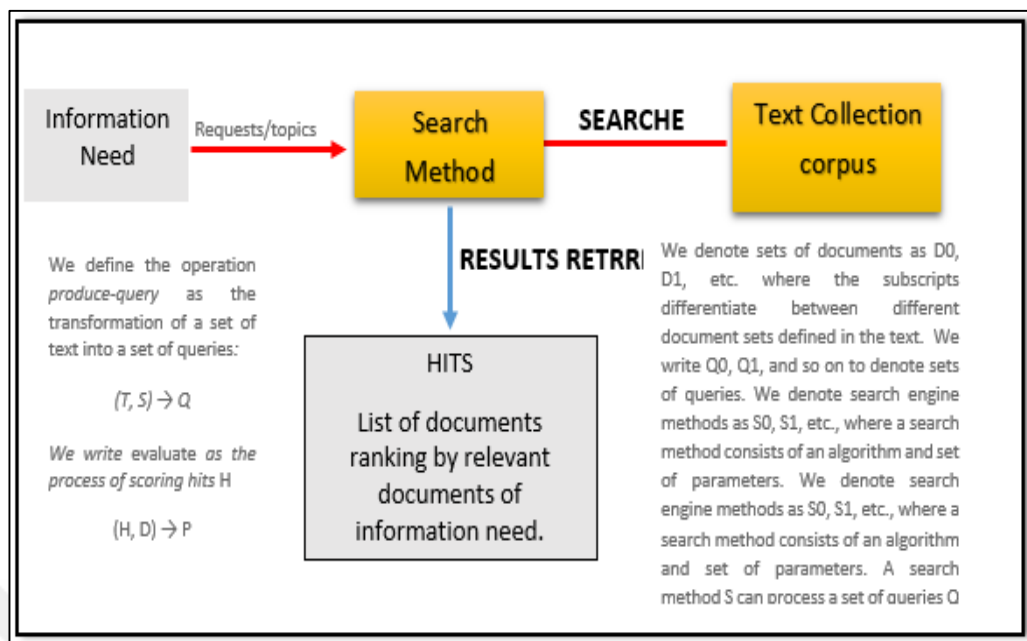 Information
Need
Requests/topics
Search
Method
SEARCHE
Text Collection
corpus
RESULTS RETRRI
HITS
List of documents
ranking by relevant
documents of
information need.
We define the operation
produce-query as the
transformation of a set of
text into a set of queries:
(T, S) → Q
We write evaluate as the
process of scoring hits H
(H, D) → P
We denote sets of documents as D0,
D1, etc. where the subscripts
differentiate between different
document sets defined in the text. We
write Q0, Q1, and so on to denote sets
of queries. We denote search engine
methods as S0, S1, etc., where a search
method consists of an algorithm and set
of parameters. We denote search
engine methods as S0, S1, etc., where a
search method consists of an algorithm
and set of parameters. A search
method S can process a set of queries Q